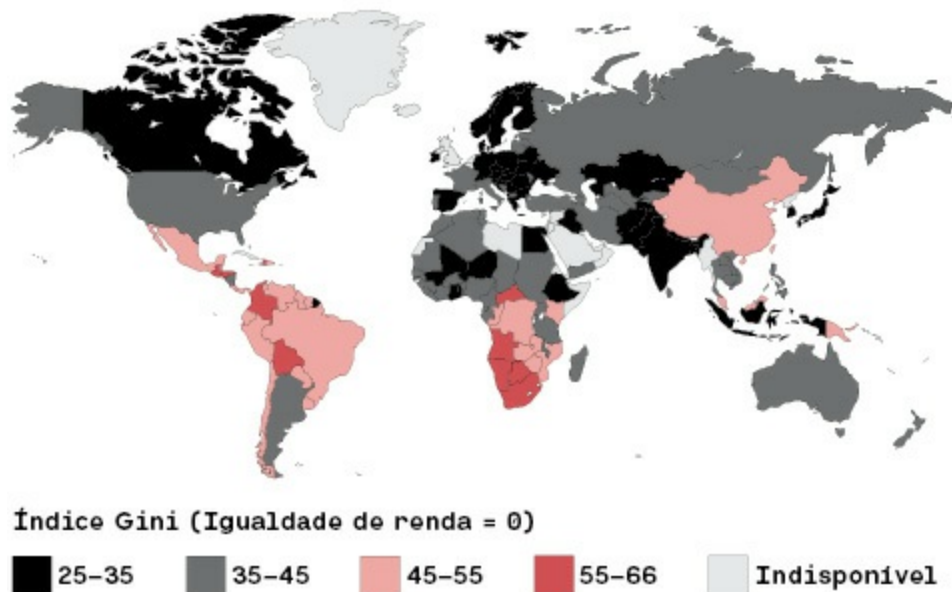 Índice Gini (Igualdade de renda = 0)
25-35 35-45 45-55 55-66 Indisponível